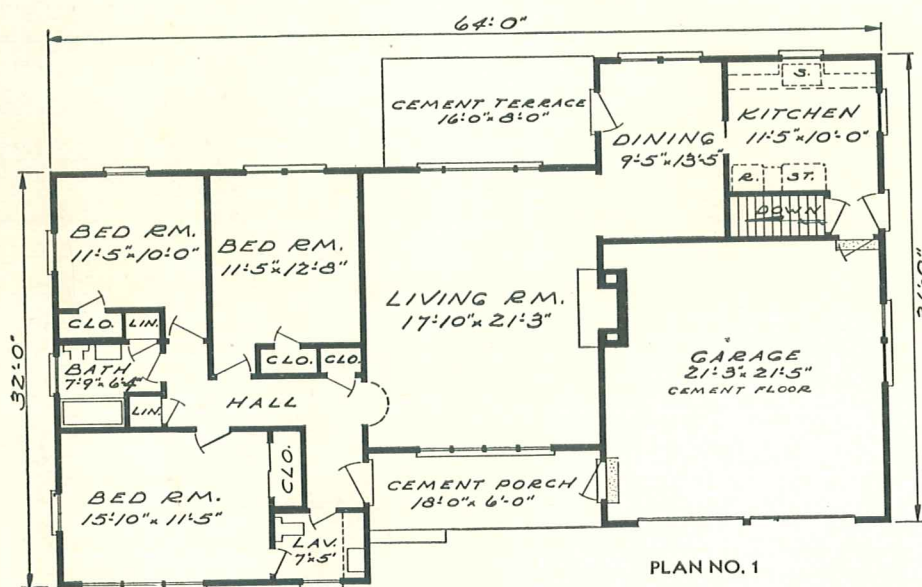 64'-0"
CEMENT TERRACE
16'-0" x 8'-0"
S.
KITCHEN
11'-5" x 10'-0"
DINING
9'-5" x 13'-5"
R.
ST.
DOWN
BED RM.
11'-5" x 10'-0"
BED RM.
11'-5" x 12'-8"
LIVING RM.
17'-10" x 21'-3"
CLO.
LIN.
CLO.
CLO.
BATH
7'-9" x 6'-4"
LIN.
HALL
GARAGE
21'-3" x 21'-5"
CEMENT FLOOR
32'-0"
BED RM.
15'-10" x 11'-5"
CLO.
CEMENT PORCH
18'-0" x 6'-0"
LAV.
7' x 5'
PLAN NO. 1